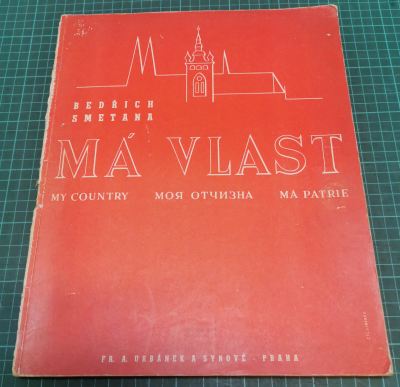 BEDŘICH
SMETANA
MÁ VLAST
MY COUNTRY МОЯ ОТЧИЗНА MA PATRIE
FR. A. URBÁNEK A SYNOVÉ - PRAHA